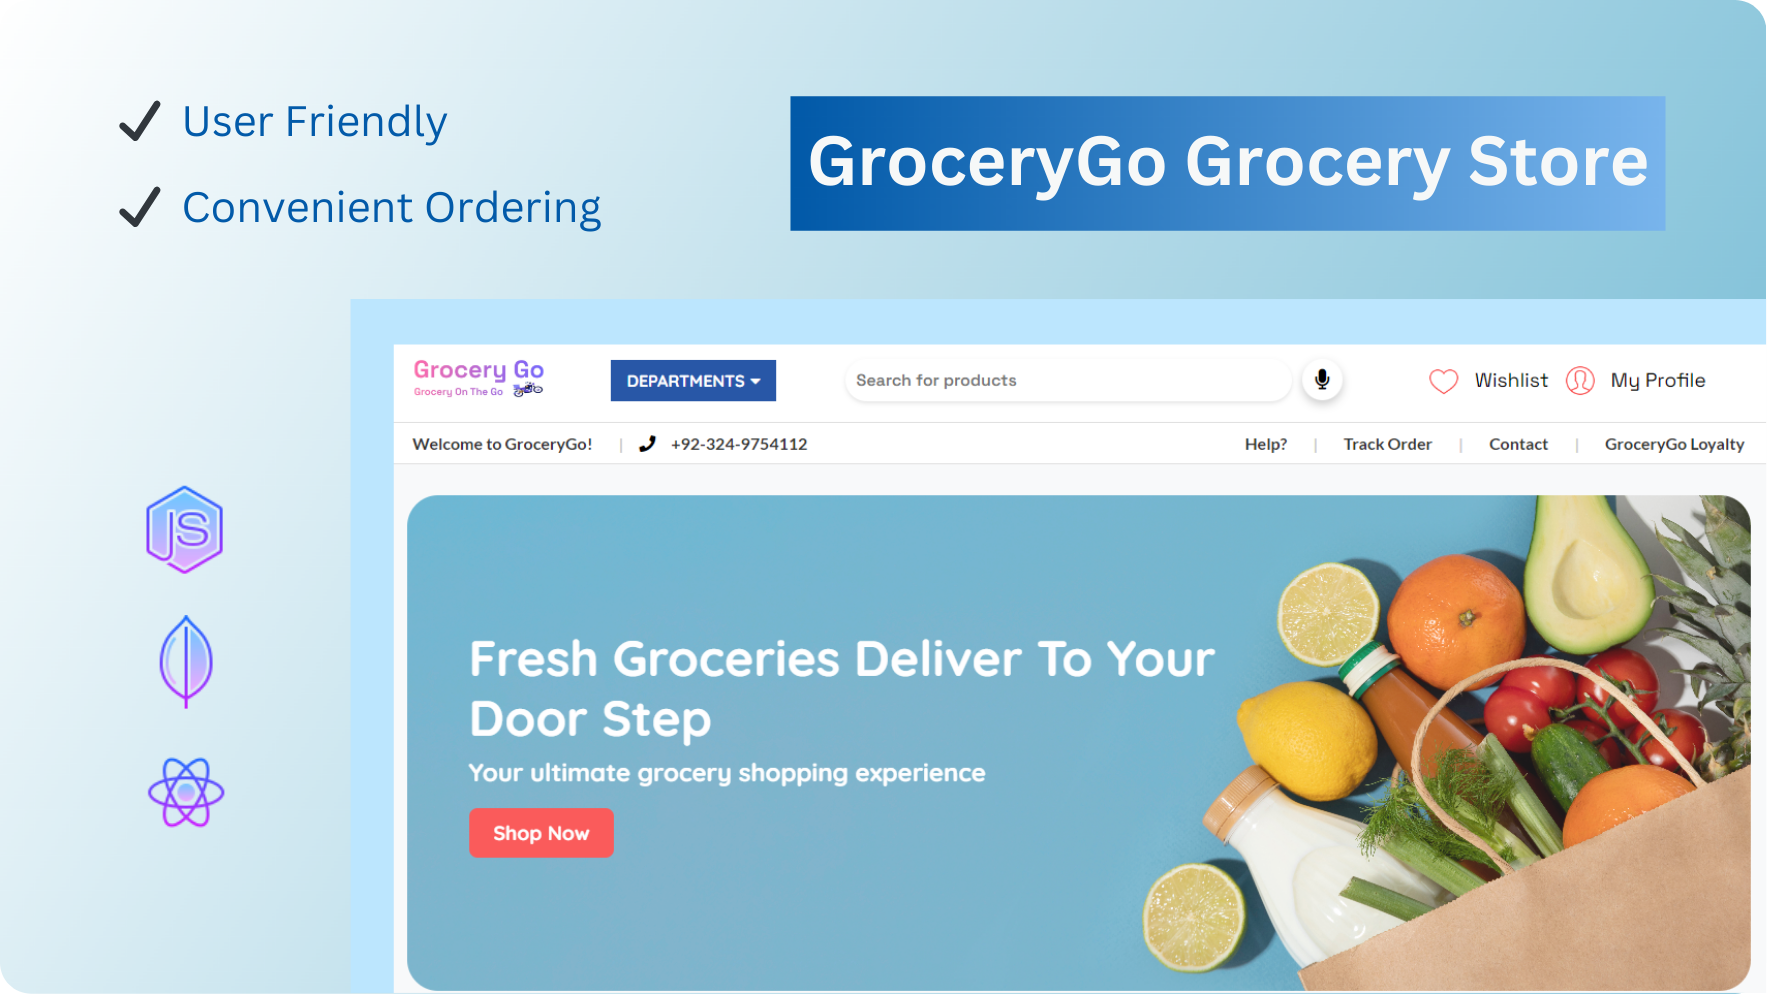 User Friendly
Convenient Ordering
GroceryGo Grocery Store
Grocery Go
Grocery On The Go
DEPARTMENTS
Search for products
Wishlist
My Profile
Welcome to GroceryGo! | +92-324-9754112
Help? | Track Order | Contact | GroceryGo Loyalty
JS
Fresh Groceries Deliver To Your
Door Step
Your ultimate grocery shopping experience
Shop Now